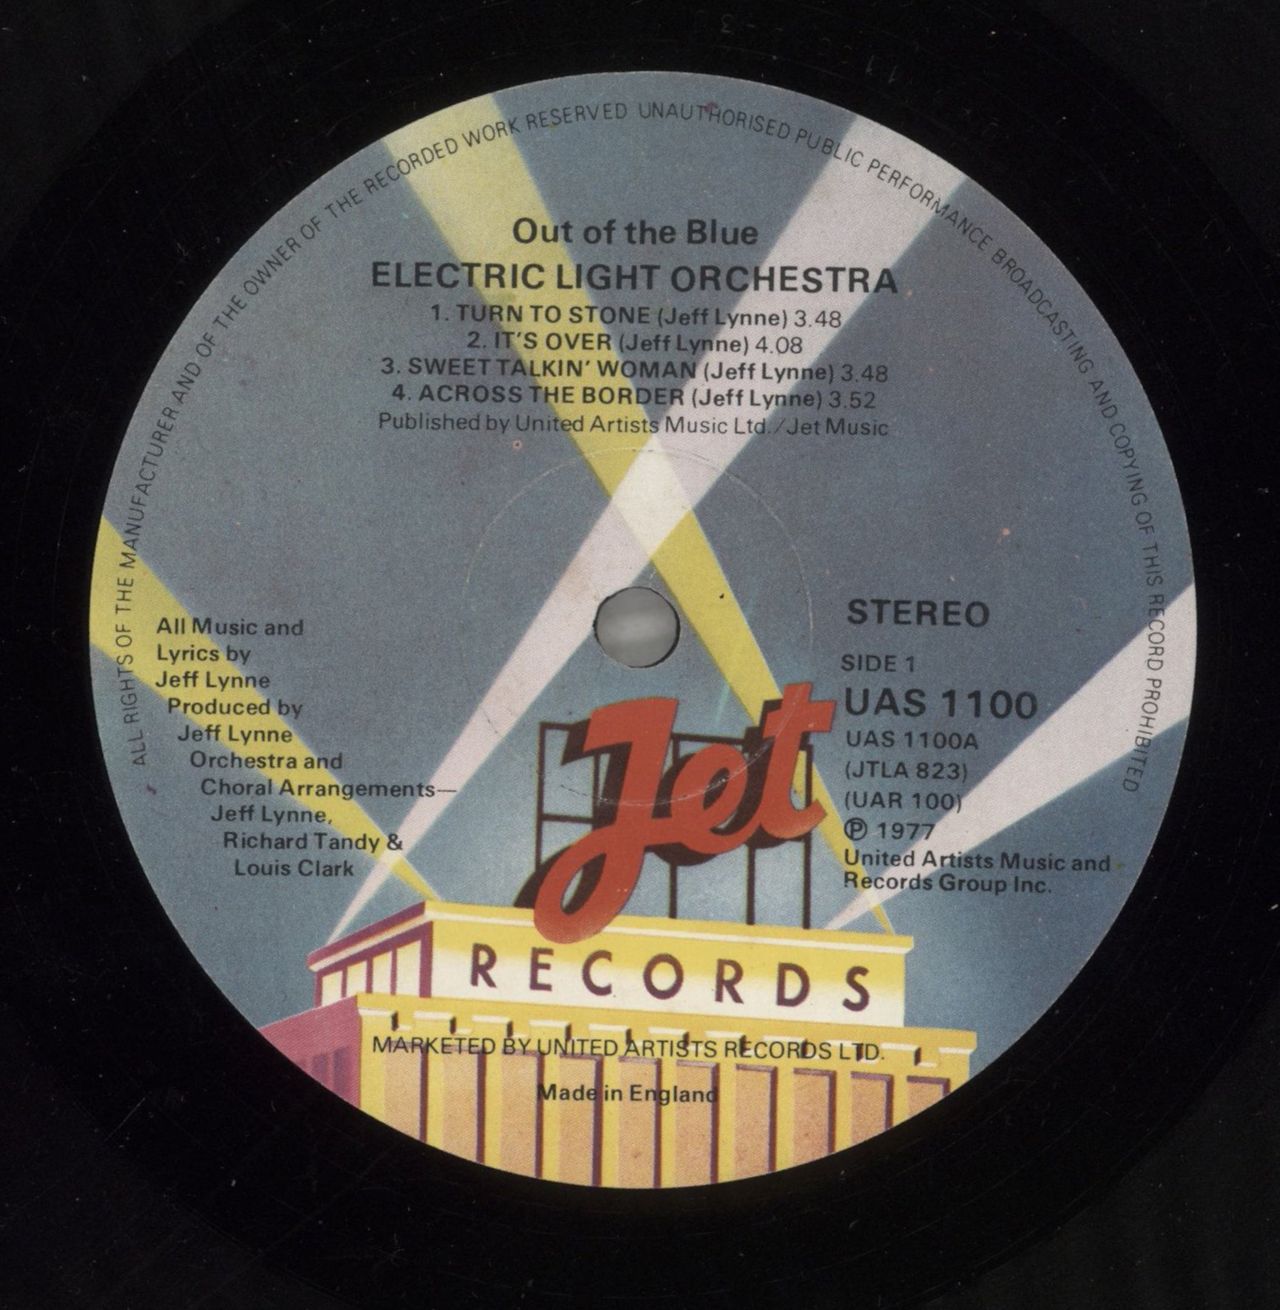 ALL RIGHTS OF THE MANUFACTURER AND OF THE OWNER OF THE RECORDED WORK RESERVED UNAUTHORISED PUBLIC PERFORMANCE BROADCASTING AND COPYING OF THIS RECORD PROHIBITED
Out of the Blue
ELECTRIC LIGHT ORCHESTRA
1. TURN TO STONE (Jeff Lynne) 3.48
2. IT'S OVER (Jeff Lynne) 4.08
3. SWEET TALKIN' WOMAN (Jeff Lynne) 3.48
4. ACROSS THE BORDER (Jeff Lynne) 3.52
Published by United Artists Music Ltd./Jet Music
All Music and
Lyrics by
Jeff Lynne
Produced by
Jeff Lynne
Orchestra and
Choral Arrangements—
Jeff Lynne,
Richard Tandy &
Louis Clark
STEREO
SIDE 1
UAS 1100
UAS 1100A
(JTLA 823)
(UAR 100)
℗ 1977
United Artists Music and
Records Group Inc.
Jet
RECORDS
MARKETED BY UNITED ARTISTS RECORDS LTD.
Made in England